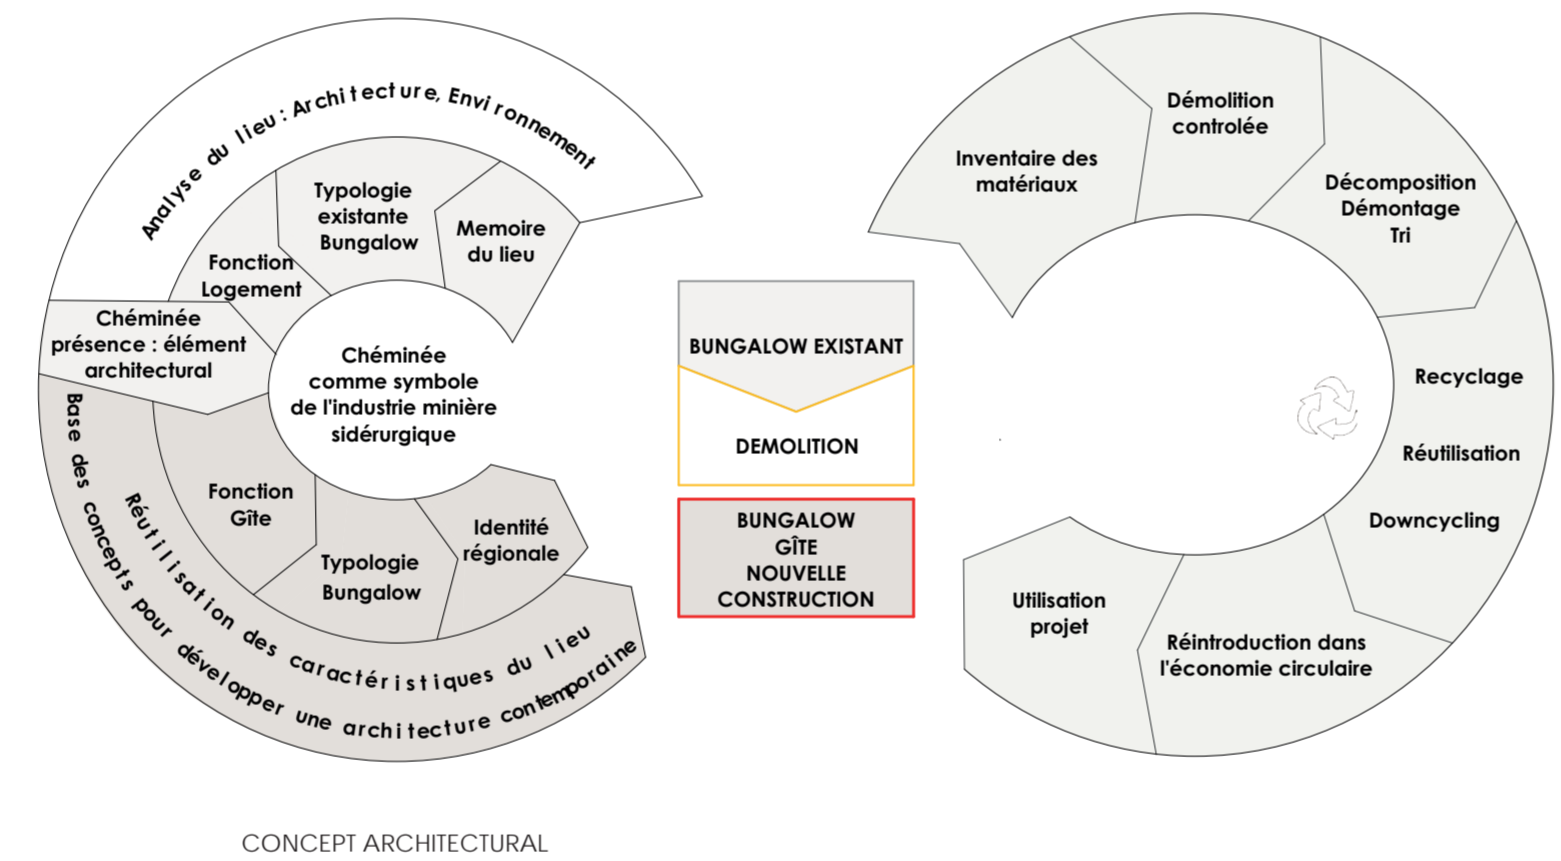 Analyse du lieu : Architecture, Environnement
Memoire
du lieu
Typologie
existante
Bungalow
Fonction
Logement
Chéminée
présence : élément
architectural
Chéminée
comme symbole
de l'industrie minière
sidérurgique
Fonction
Gîte
Typologie
Bungalow
Identité
régionale
Réutilisation des caractéristiques du lieu
Base des concepts pour développer une architecture contemporaine
BUNGALOW EXISTANT
DEMOLITION
BUNGALOW
GÎTE
NOUVELLE
CONSTRUCTION
Inventaire des
matériaux
Démolition
controlée
Décomposition
Démontage
Tri
Recyclage
Réutilisation
Downcycling
Réintroduction dans
l'économie circulaire
Utilisation
projet
CONCEPT ARCHITECTURAL